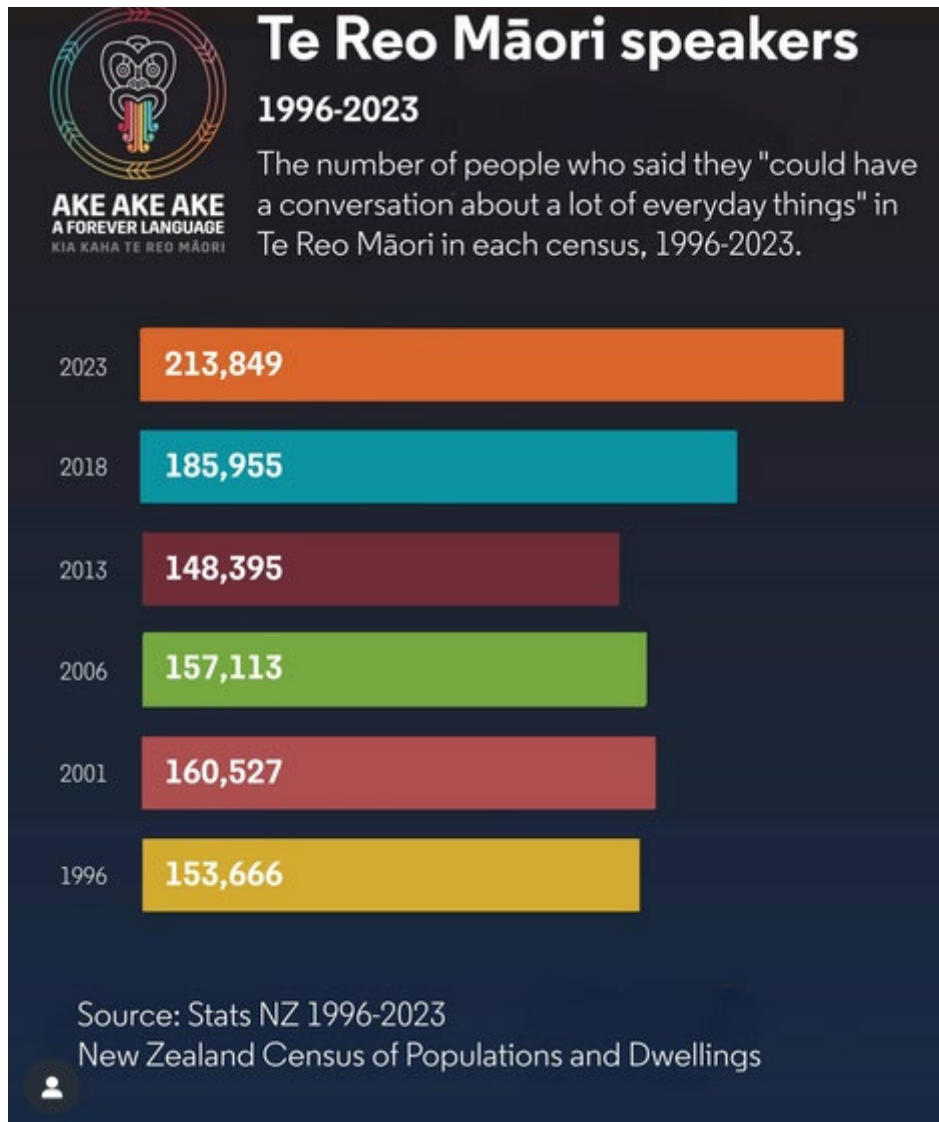 Te Reo Māori speakers
1996-2023
The number of people who said they "could have
a conversation about a lot of everyday things" in
Te Reo Māori in each census, 1996-2023.
AKE AKE AKE
A FOREVER LANGUAGE
KIA KAHA TE REO MĀORI
2023 213,849
2018 185,955
2013 148,395
2006 157,113
2001 160,527
1996 153,666
Source: Stats NZ 1996-2023
New Zealand Census of Populations and Dwellings